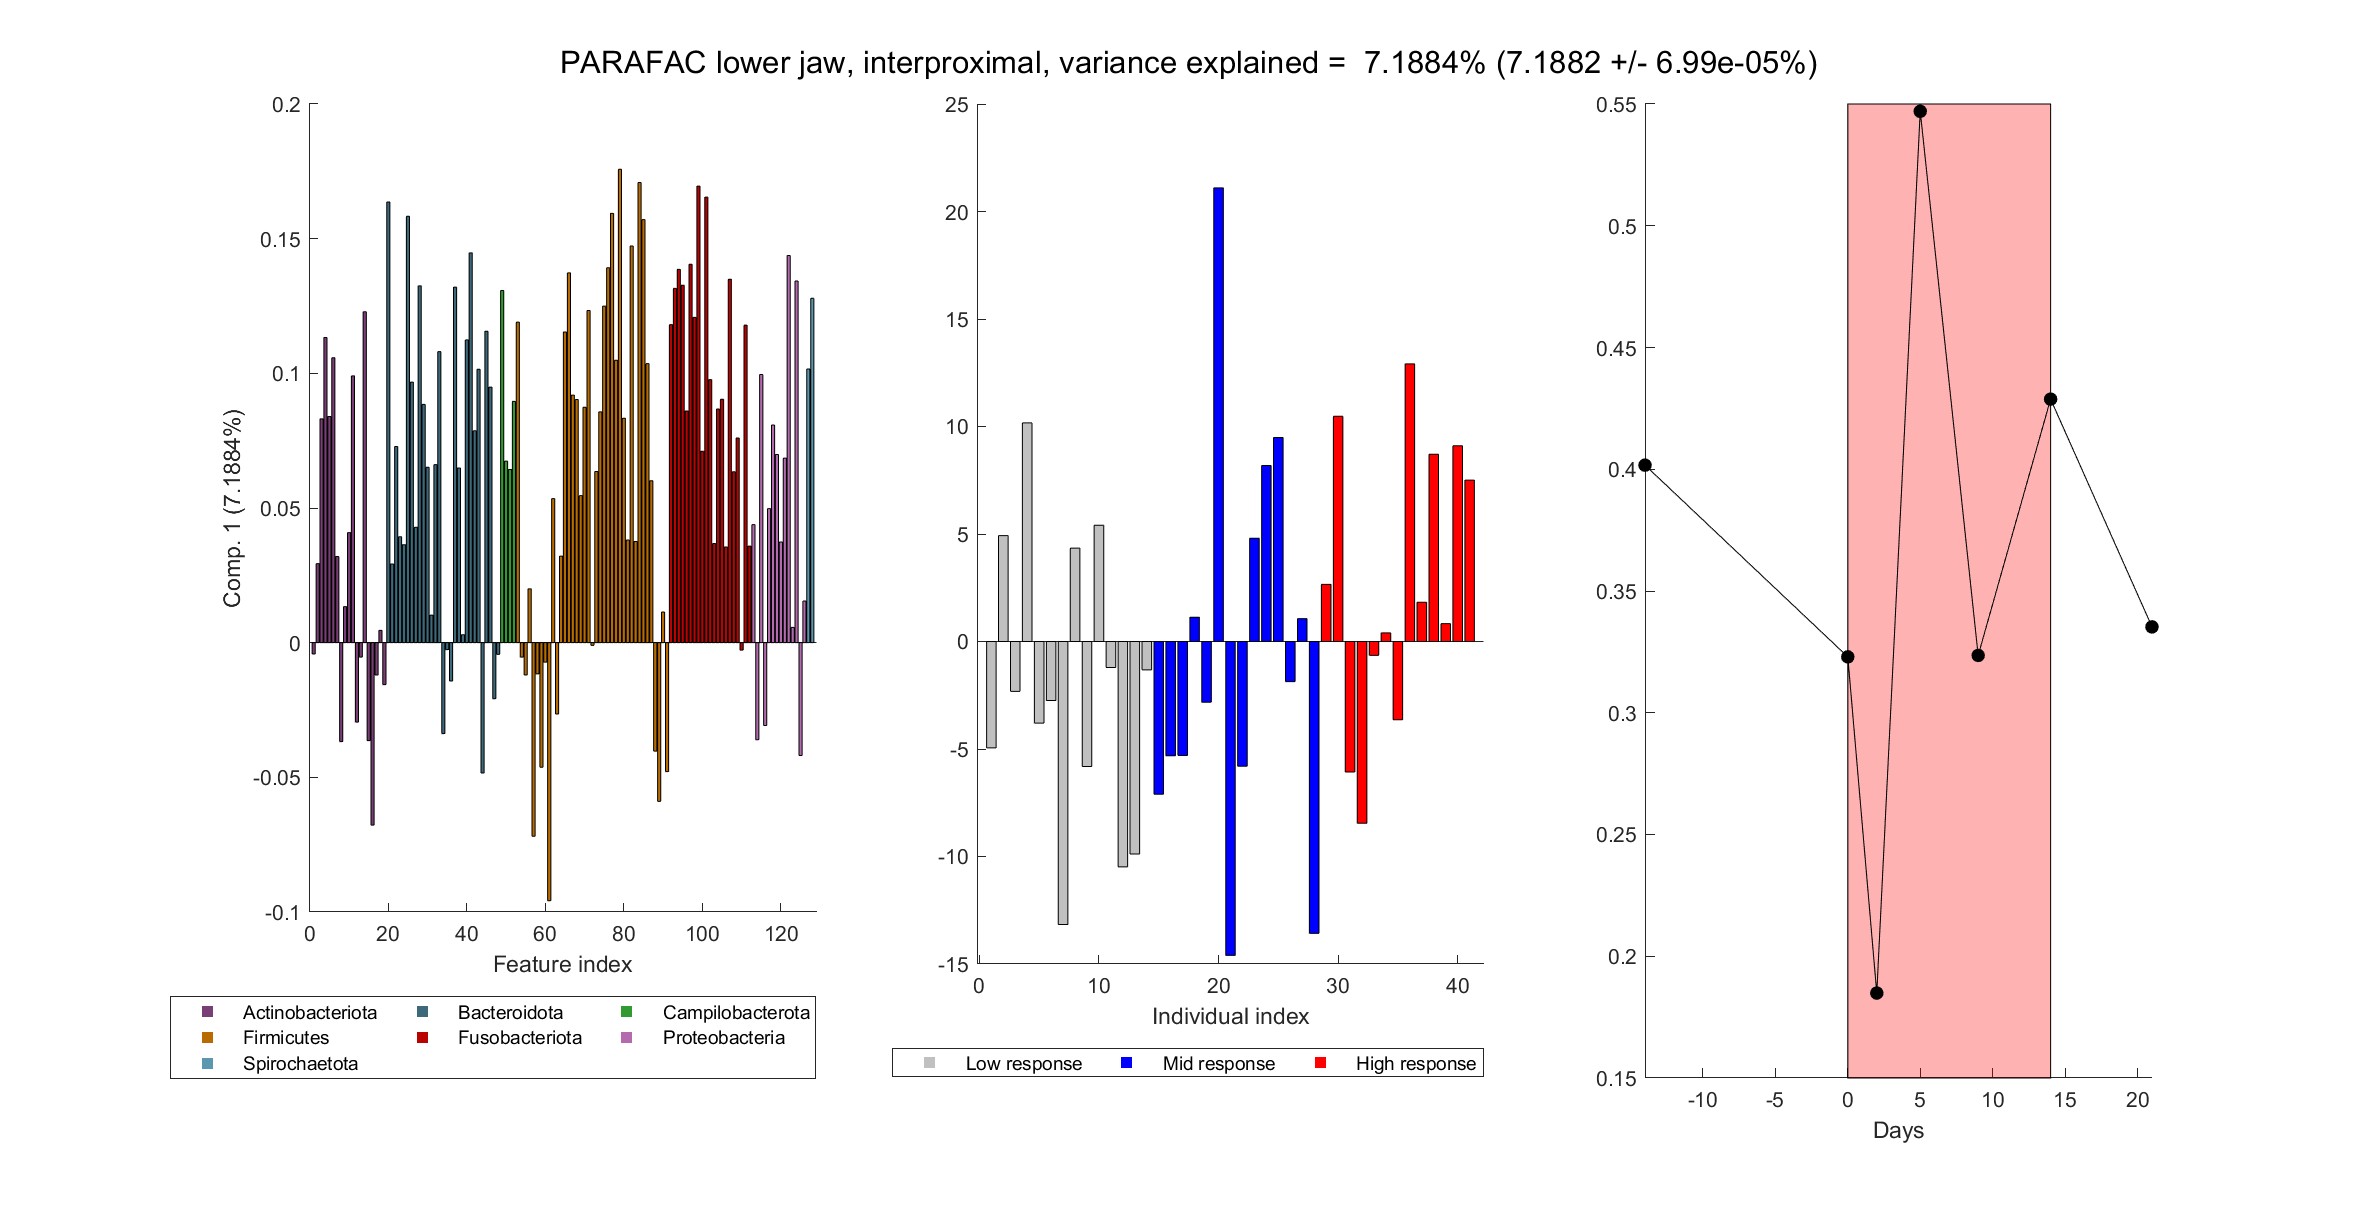 PARAFAC lower jaw, interproximal, variance explained =  7.1884% (7.1882 +/- 6.99e-05%)
Comp. 1 (7.1884%)
0.2
0.15
0.1
0.05
0
-0.05
-0.1
0 20 40 60 80 100 120
Feature index
Actinobacteriota Bacteroidota Campilobacterota
Firmicutes Fusobacteriota Proteobacteria
Spirochaetota
25
20
15
10
5
0
-5
-10
-15
0 10 20 30 40
Individual index
Low response Mid response High response
0.55
0.5
0.45
0.4
0.35
0.3
0.25
0.2
0.15
-10 -5 0 5 10 15 20
Days